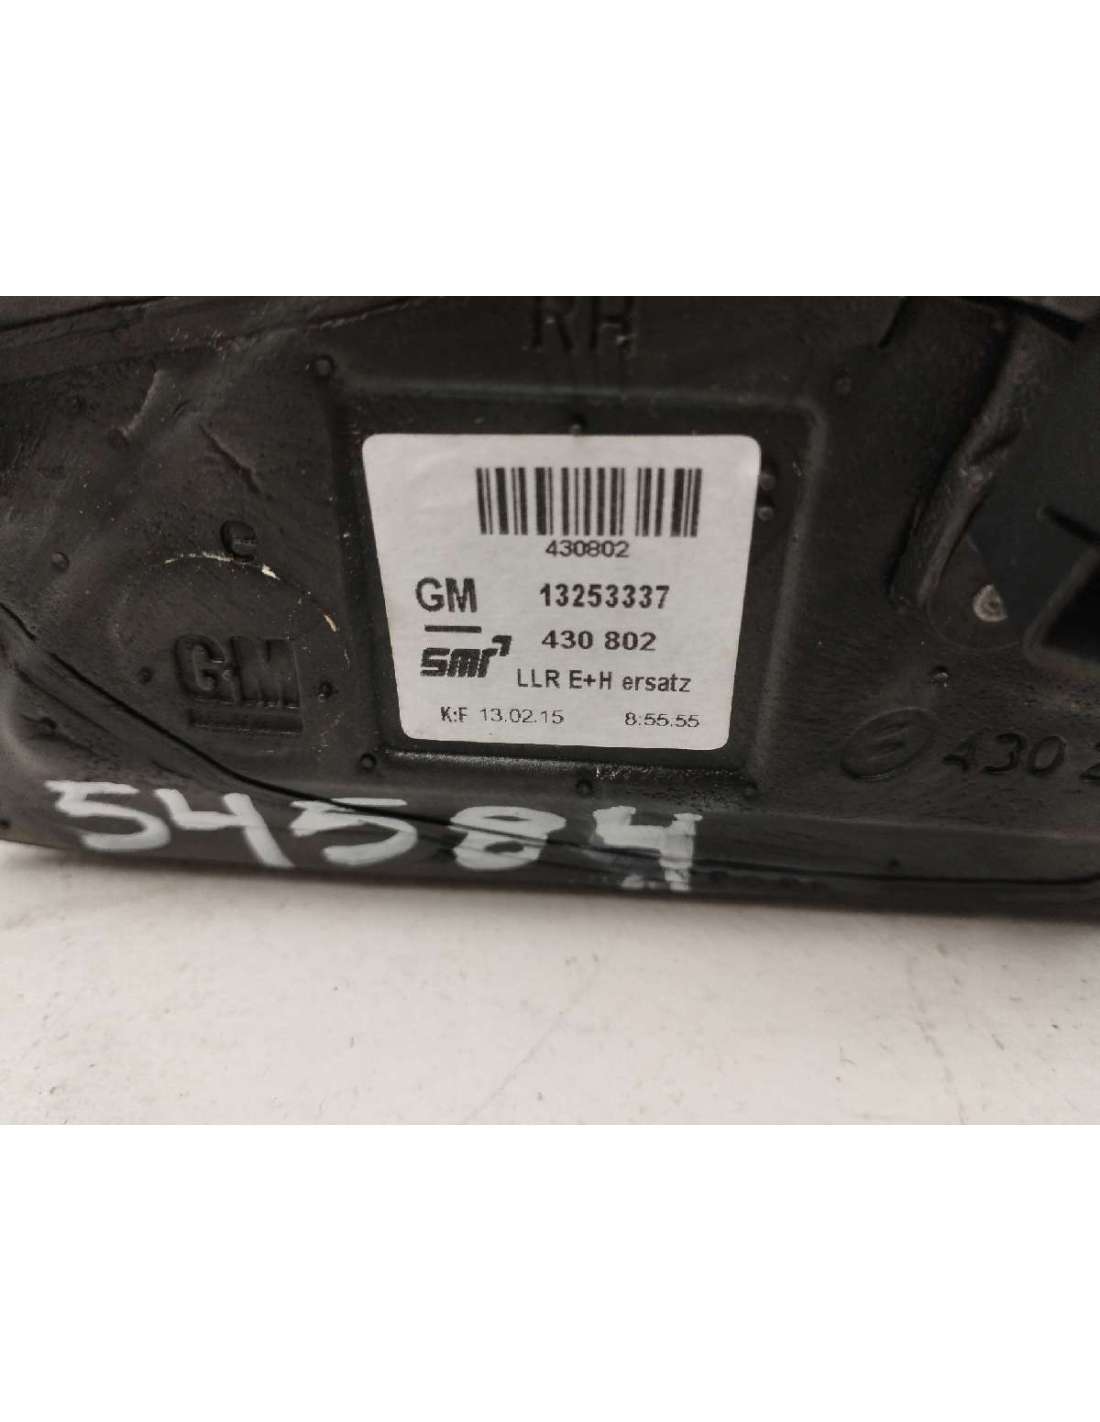 RH
430802
GM 13253337
smr 430 802
LLR E+H ersatz
K:F 13.02.15 8:55.55
GM
430
54584